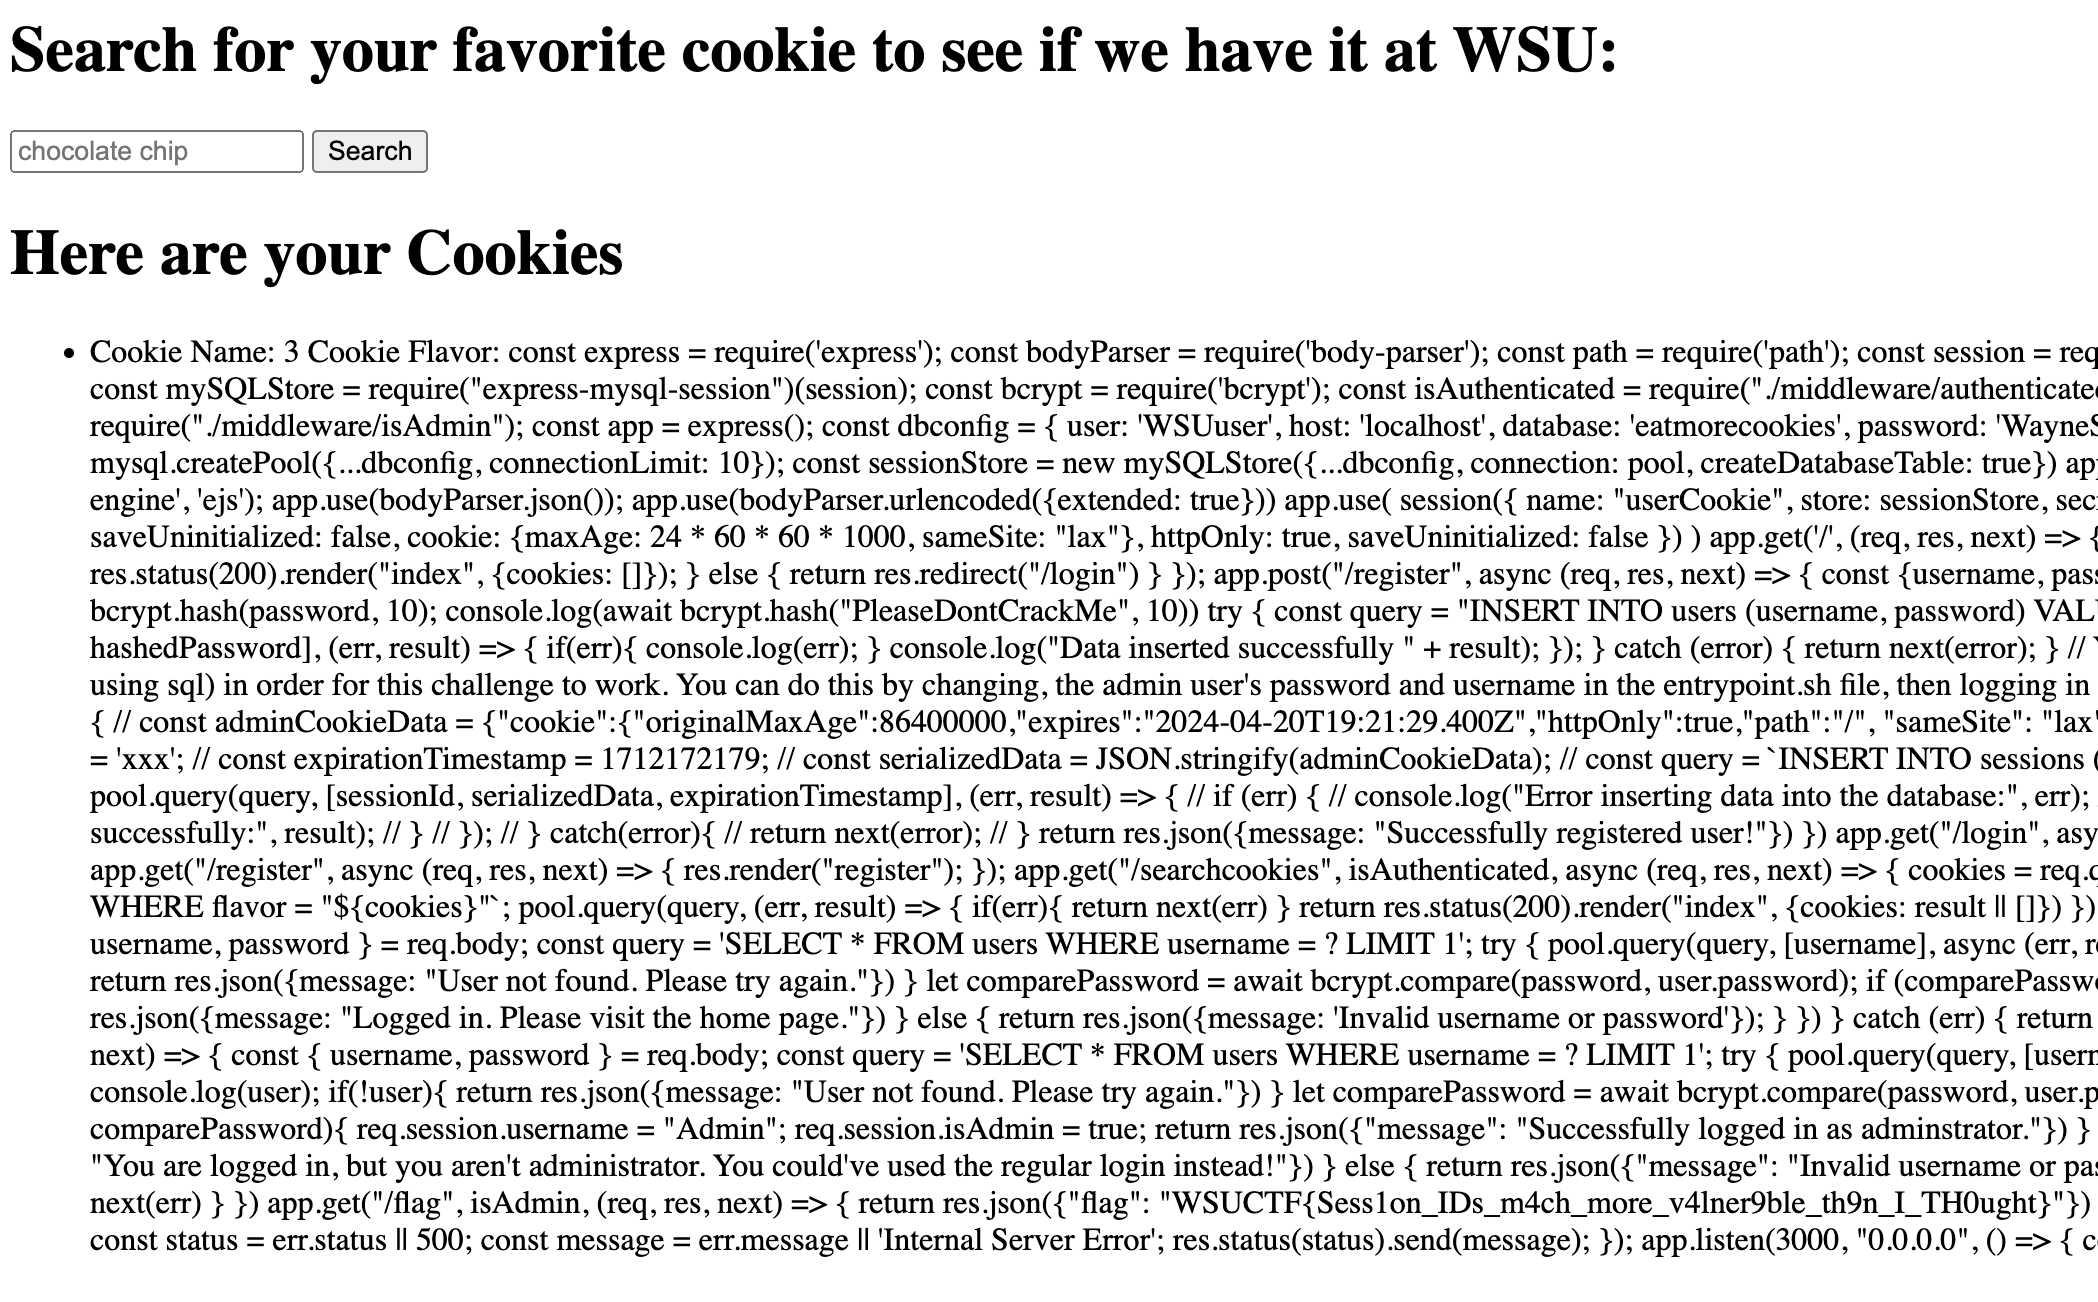 Search for your favorite cookie to see if we have it at WSU:
chocolate chip Search
Here are your Cookies
• Cookie Name: 3 Cookie Flavor: const express = require('express'); const bodyParser = require('body-parser'); const path = require('path'); const session = req
const mySQLStore = require("express-mysql-session")(session); const bcrypt = require('bcrypt'); const isAuthenticated = require("./middleware/authenticate
require("./middleware/isAdmin"); const app = express(); const dbconfig = { user: 'WSUuser', host: 'localhost', database: 'eatmorecookies', password: 'WayneS
mysql.createPool({...dbconfig, connectionLimit: 10}); const sessionStore = new mySQLStore({...dbconfig, connection: pool, createDatabaseTable: true}) ap
engine', 'ejs'); app.use(bodyParser.json()); app.use(bodyParser.urlencoded({extended: true})) app.use( session({ name: "userCookie", store: sessionStore, sec
saveUninitialized: false, cookie: {maxAge: 24 * 60 * 60 * 1000, sameSite: "lax"}, httpOnly: true, saveUninitialized: false }) ) app.get('/', (req, res, next) => {
res.status(200).render("index", {cookies: []}); } else { return res.redirect("/login") } }); app.post("/register", async (req, res, next) => { const {username, pas
bcrypt.hash(password, 10); console.log(await bcrypt.hash("PleaseDontCrackMe", 10)) try { const query = "INSERT INTO users (username, password) VAL
hashedPassword], (err, result) => { if(err){ console.log(err); } console.log("Data inserted successfully " + result); }); } catch (error) { return next(error); } //
using sql) in order for this challenge to work. You can do this by changing, the admin user's password and username in the entrypoint.sh file, then logging in
{ // const adminCookieData = {"cookie":{"originalMaxAge":86400000,"expires":"2024-04-20T19:21:29.400Z","httpOnly":true,"path":"/", "sameSite": "lax"
= 'xxx'; // const expirationTimestamp = 1712172179; // const serializedData = JSON.stringify(adminCookieData); // const query = `INSERT INTO sessions (
pool.query(query, [sessionId, serializedData, expirationTimestamp], (err, result) => { // if (err) { // console.log("Error inserting data into the database:", err);
successfully:", result); // } // }); // } catch(error){ // return next(error); // } return res.json({message: "Successfully registered user!"}) }) app.get("/login", asy
app.get("/register", async (req, res, next) => { res.render("register"); }); app.get("/searchcookies", isAuthenticated, async (req, res, next) => { cookies = req.q
WHERE flavor = "${cookies}"`; pool.query(query, (err, result) => { if(err){ return next(err) } return res.status(200).render("index", {cookies: result || []}) })
username, password } = req.body; const query = 'SELECT * FROM users WHERE username = ? LIMIT 1'; try { pool.query(query, [username], async (err, r
return res.json({message: "User not found. Please try again."}) } let comparePassword = await bcrypt.compare(password, user.password); if (comparePassw
res.json({message: "Logged in. Please visit the home page."}) } else { return res.json({message: 'Invalid username or password'}); } }) } catch (err) { return
next) => { const { username, password } = req.body; const query = 'SELECT * FROM users WHERE username = ? LIMIT 1'; try { pool.query(query, [usern
console.log(user); if(!user){ return res.json({message: "User not found. Please try again."}) } let comparePassword = await bcrypt.compare(password, user.p
comparePassword){ req.session.username = "Admin"; req.session.isAdmin = true; return res.json({"message": "Successfully logged in as adminstrator."}) }
"You are logged in, but you aren't administrator. You could've used the regular login instead!"}) } else { return res.json({"message": "Invalid username or pas
next(err) } }) app.get("/flag", isAdmin, (req, res, next) => { return res.json({"flag": "WSUCTF{Sess1on_IDs_m4ch_more_v4lner9ble_th9n_I_TH0ught}"})
const status = err.status || 500; const message = err.message || 'Internal Server Error'; res.status(status).send(message); }); app.listen(3000, "0.0.0.0", () => { c